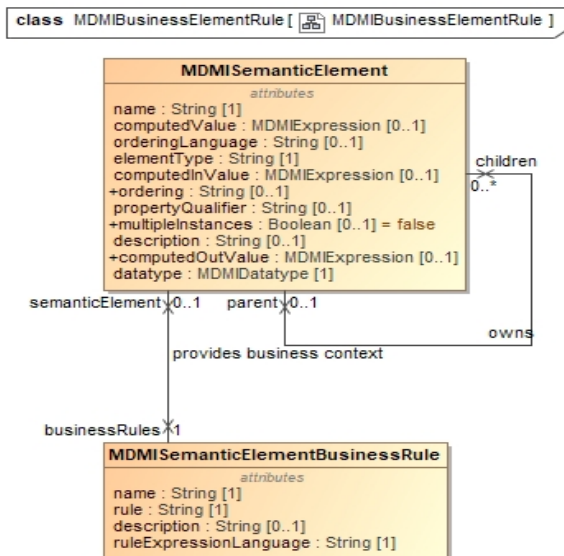 class MDMIBusinessElementRule [ MDMIBusinessElementRule ]
MDMISemanticElement
attributes
name : String [1]
computedValue : MDMIExpression [0..1]
orderingLanguage : String [0..1]
elementType : String [1]
computedInValue : MDMIExpression [0..1]
+ordering : String [0..1]
propertyQualifier : String [0..1]
+multipleInstances : Boolean [0..1] = false
description : String [0..1]
+computedOutValue : MDMIExpression [0..1]
datatype : MDMIDatatype [1]
children
0..*
semanticElement 0..1 parent 0..1
owns
provides business context
businessRules 1
MDMISemanticElementBusinessRule
attributes
name : String [1]
rule : String [1]
description : String [0..1]
ruleExpressionLanguage : String [1]